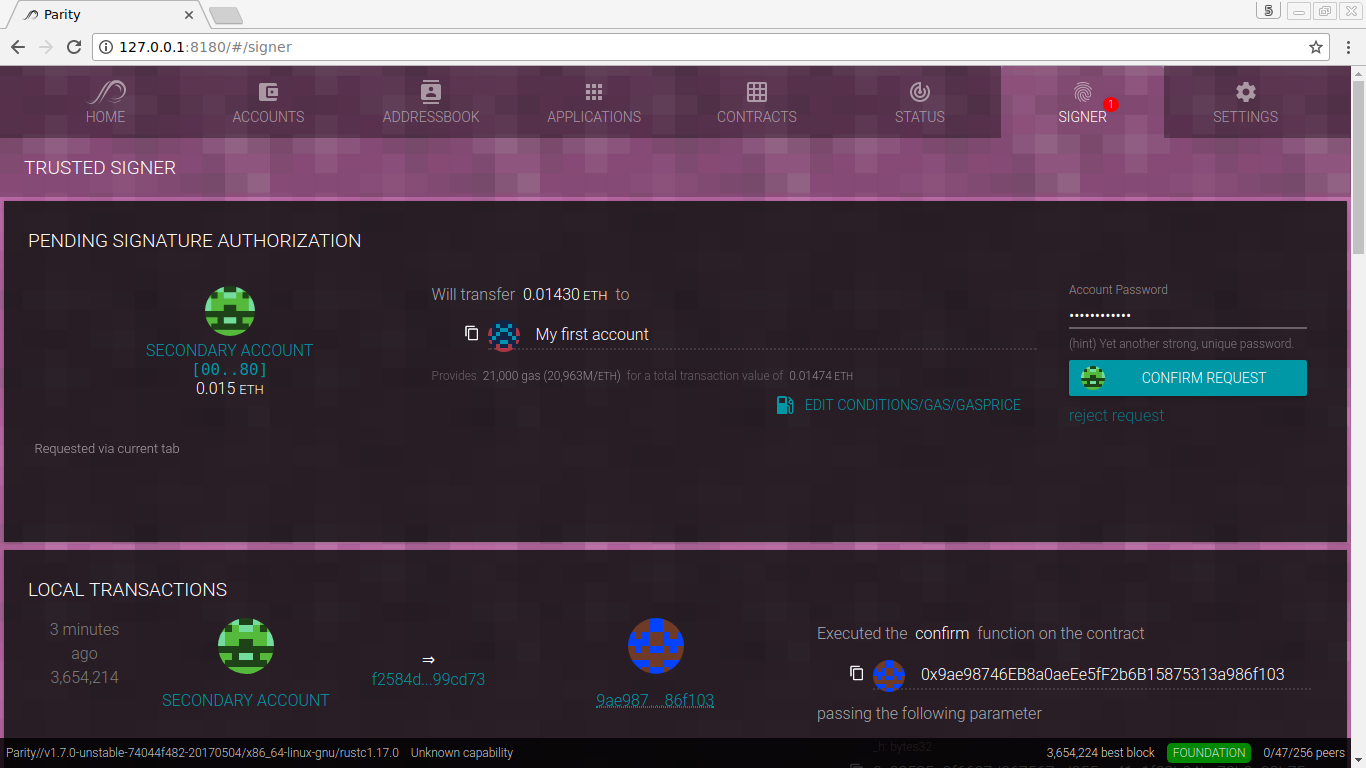 Parity
5
127.0.0.1:8180/#/signer
HOME
ACCOUNTS
ADDRESSBOOK
APPLICATIONS
CONTRACTS
STATUS
SIGNER
1
SETTINGS
TRUSTED SIGNER
PENDING SIGNATURE AUTHORIZATION
SECONDARY ACCOUNT
[00..80]
0.015 ETH
Requested via current tab
Will transfer 0.01430 ETH to
My first account
Provides 21,000 gas (20,963M/ETH) for a total transaction value of 0.01474 ETH
EDIT CONDITIONS/GAS/GASPRICE
Account Password
••••••••••••
(hint) Yet another strong, unique password.
CONFIRM REQUEST
reject request
LOCAL TRANSACTIONS
3 minutes
ago
3,654,214
SECONDARY ACCOUNT
⇒
f2584d...99cd73
9ae987...86f103
Executed the confirm function on the contract
0x9ae98746EB8a0aeEe5fF2b6B15875313a986f103
passing the following parameter
_h: bytes32
Parity//v1.7.0-unstable-74044f482-20170504/x86_64-linux-gnu/rustc1.17.0 Unknown capability
3,654,224 best block FOUNDATION 0/47/256 peers